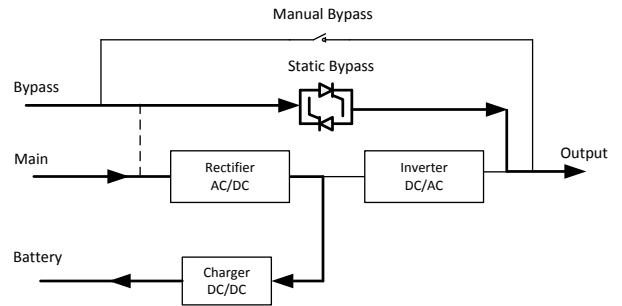 Manual Bypass
Static Bypass
Bypass
Main
Rectifier
AC/DC
Inverter
DC/AC
Output
Battery
Charger
DC/DC